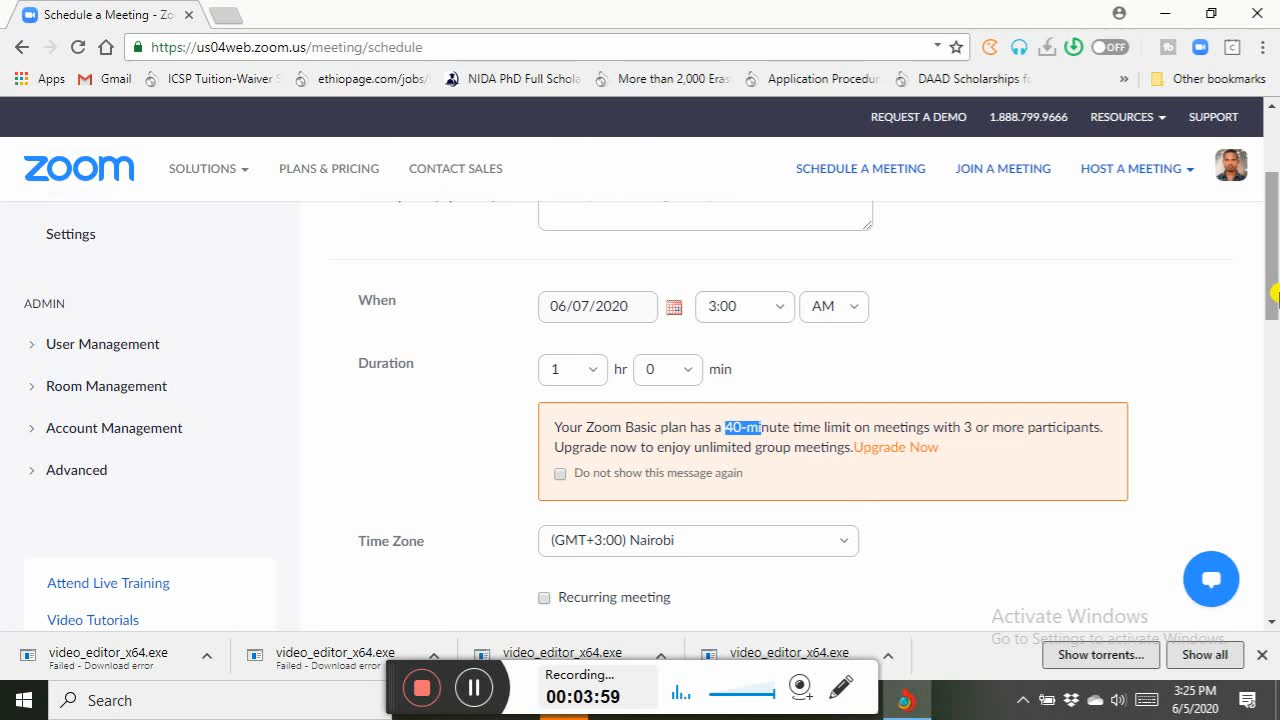 Schedule a Meeting - Zo
https://us04web.zoom.us/meeting/schedule
OFF
Apps
Gmail
ICSP Tuition-Waiver S
ethiopage.com/jobs/
NIDA PhD Full Schola
More than 2,000 Eras
Application Procedur
DAAD Scholarships fo
»
Other bookmarks
REQUEST A DEMO
1.888.799.9666
RESOURCES
SUPPORT
zoom
SOLUTIONS
PLANS & PRICING
CONTACT SALES
SCHEDULE A MEETING
JOIN A MEETING
HOST A MEETING
Settings
ADMIN
User Management
Room Management
Account Management
Advanced
Attend Live Training
Video Tutorials
When
06/07/2020
3:00
AM
Duration
1
hr
0
min
Your Zoom Basic plan has a 40-minute time limit on meetings with 3 or more participants.
Upgrade now to enjoy unlimited group meetings.Upgrade Now
Do not show this message again
Time Zone
(GMT+3:00) Nairobi
Recurring meeting
Activate Windows
Go to Settings to activate Windows.
video_editor_x64.exe
Failed - Download error
video_editor_x64.exe
Failed - Download error
video_editor_x64.exe
video_editor_x64.exe
Show torrents...
Show all
Recording...
00:03:59
Search
3:25 PM
6/5/2020